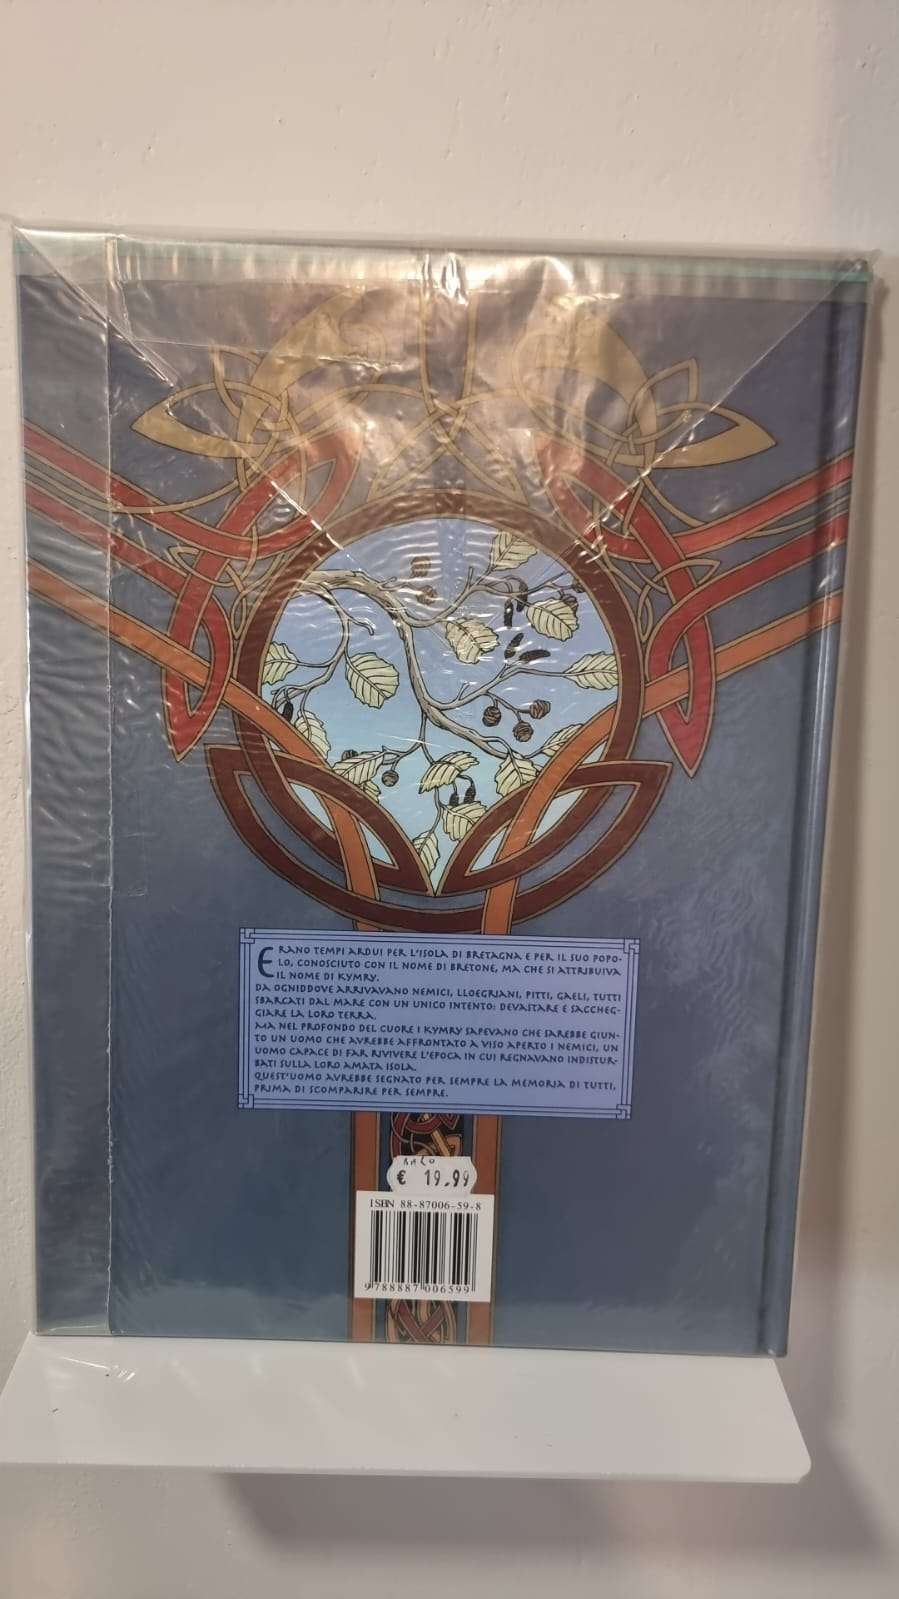 ERANO TEMPI ARDUI PER L'ISOLA DI BRETAGNA E PER IL SUO POPO-
LO, CONOSCIUTO CON IL NOME DI BRETONE, MA CHE SI ATTRIBUIVA
IL NOME DI KYMRY.
DA OGNIDDOVE ARRIVAVANO NEMICI, LLOEGRIANI, PITTI, GAELI, TUTTI
SBARCATI DAL MARE CON UN UNICO INTENTO: DEVASTARE E SACCHEG-
GIARE LA LORO TERRA.
MA NEL PROFONDO DEL CUORE I KYMRY SAPEVANO CHE SAREBBE GIUN-
TO UN UOMO CHE AVREBBE AFFRONTATO A VISO APERTO I NEMICI, UN
UOMO CAPACE DI FAR RIVIVERE L'EPOCA IN CUI REGNAVANO INDISTUR-
BATI SULLA LORO AMATA ISOLA.
QUEST'UOMO AVREBBE SEGNATO PER SEMPRE LA MEMORIA DI TUTTI,
PRIMA DI SCOMPARIRE PER SEMPRE.
€ 19.99
ISBN 88-87006-59-8
9 788887 006599